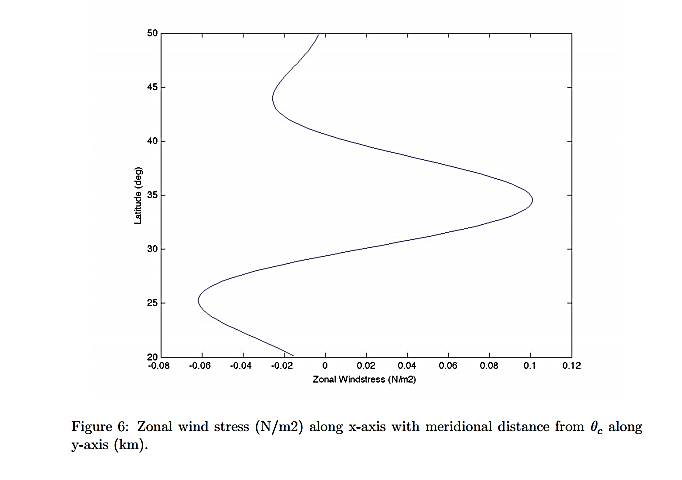 50
45
40
35
30
25
20
Latitude (deg)
-0.08 -0.06 -0.04 -0.02 0 0.02 0.04 0.06 0.08 0.1 0.12
Zonal Windstress (N/m2)
Figure 6: Zonal wind stress (N/m2) along x-axis with meridional distance from θc along
y-axis (km).